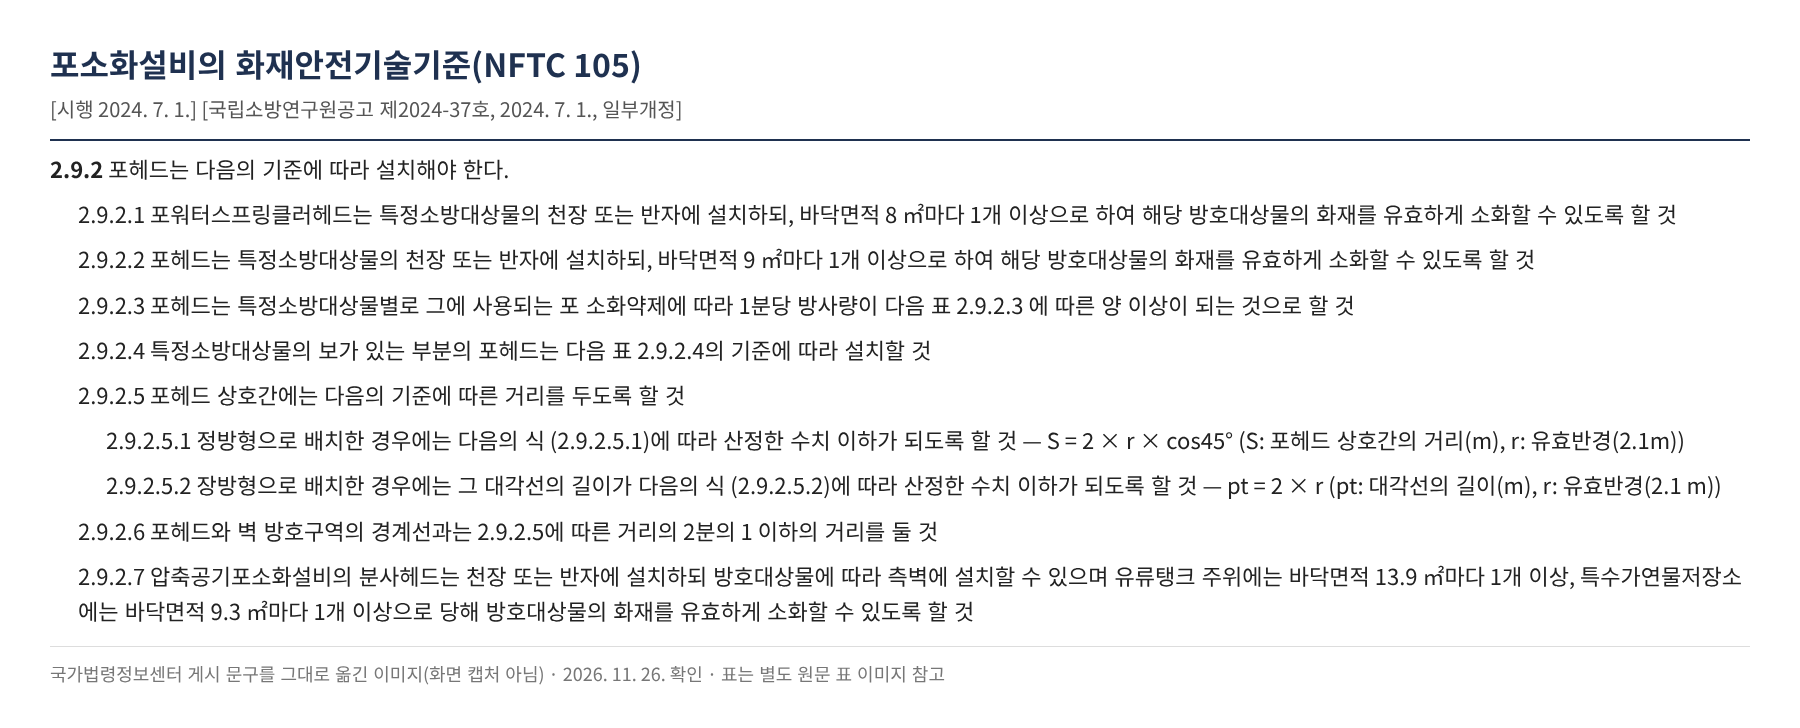 포소화설비의 화재안전기술기준(NFTC 105)
[시행 2024. 7. 1.] [국립소방연구원공고 제2024-37호, 2024. 7. 1., 일부개정]
2.9.2 포헤드는 다음의 기준에 따라 설치해야 한다.
2.9.2.1 포워터스프링클러헤드는 특정소방대상물의 천장 또는 반자에 설치하되, 바닥면적 8 ㎡마다 1개 이상으로 하여 해당 방호대상물의 화재를 유효하게 소화할 수 있도록 할 것
2.9.2.2 포헤드는 특정소방대상물의 천장 또는 반자에 설치하되, 바닥면적 9 ㎡마다 1개 이상으로 하여 해당 방호대상물의 화재를 유효하게 소화할 수 있도록 할 것
2.9.2.3 포헤드는 특정소방대상물별로 그에 사용되는 포 소화약제에 따라 1분당 방사량이 다음 표 2.9.2.3 에 따른 양 이상이 되는 것으로 할 것
2.9.2.4 특정소방대상물의 보가 있는 부분의 포헤드는 다음 표 2.9.2.4의 기준에 따라 설치할 것
2.9.2.5 포헤드 상호간에는 다음의 기준에 따른 거리를 두도록 할 것
2.9.2.5.1 정방형으로 배치한 경우에는 다음의 식 (2.9.2.5.1)에 따라 산정한 수치 이하가 되도록 할 것 — S = 2 × r × cos45° (S: 포헤드 상호간의 거리(m), r: 유효반경(2.1m))
2.9.2.5.2 장방형으로 배치한 경우에는 그 대각선의 길이가 다음의 식 (2.9.2.5.2)에 따라 산정한 수치 이하가 되도록 할 것 — pt = 2 × r (pt: 대각선의 길이(m), r: 유효반경(2.1 m))
2.9.2.6 포헤드와 벽 방호구역의 경계선과는 2.9.2.5에 따른 거리의 2분의 1 이하의 거리를 둘 것
2.9.2.7 압축공기포소화설비의 분사헤드는 천장 또는 반자에 설치하되 방호대상물에 따라 측벽에 설치할 수 있으며 유류탱크 주위에는 바닥면적 13.9 ㎡마다 1개 이상, 특수가연물저장소
에는 바닥면적 9.3 ㎡마다 1개 이상으로 당해 방호대상물의 화재를 유효하게 소화할 수 있도록 할 것
국가법령정보센터 게시 문구를 그대로 옮긴 이미지(화면 캡처 아님) · 2026. 11. 26. 확인 · 표는 별도 원문 표 이미지 참고